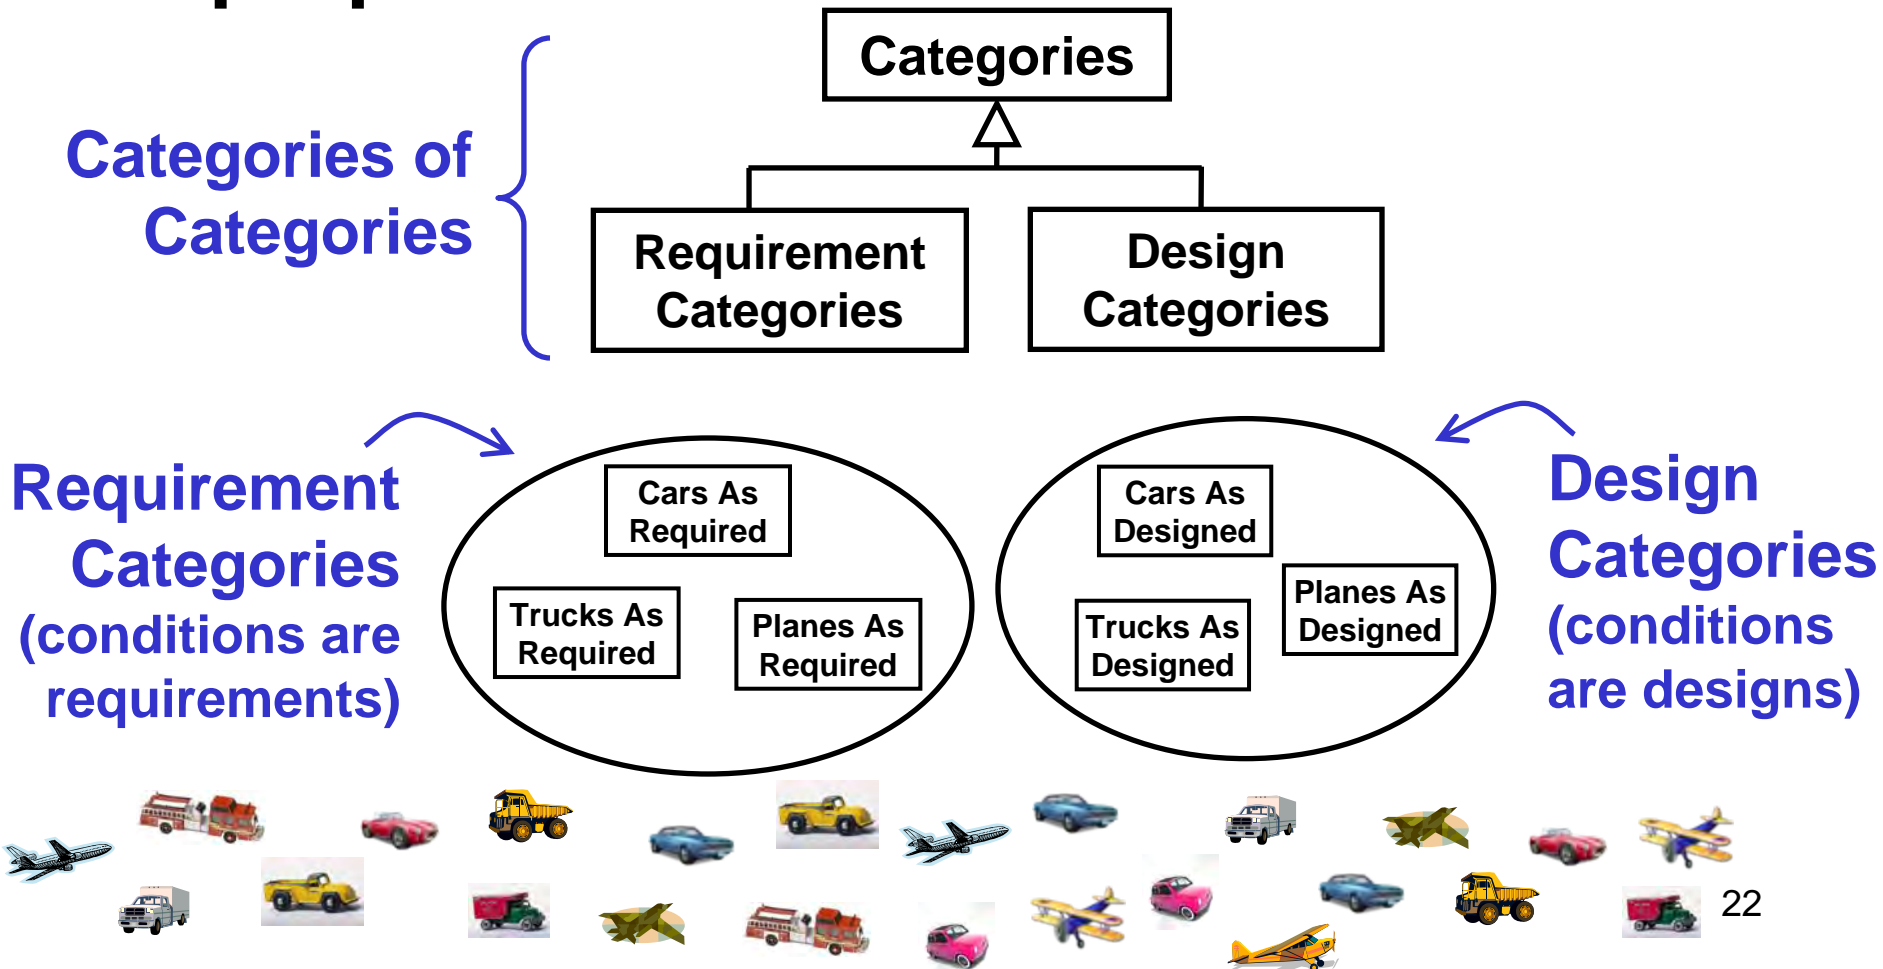 Categories
Categories of
Categories
Requirement
Categories
Design
Categories
Requirement
Categories
(conditions are
requirements)
Cars As
Required
Trucks As
Required
Planes As
Required
Cars As
Designed
Planes As
Designed
Trucks As
Designed
Design
Categories
(conditions
are designs)
22